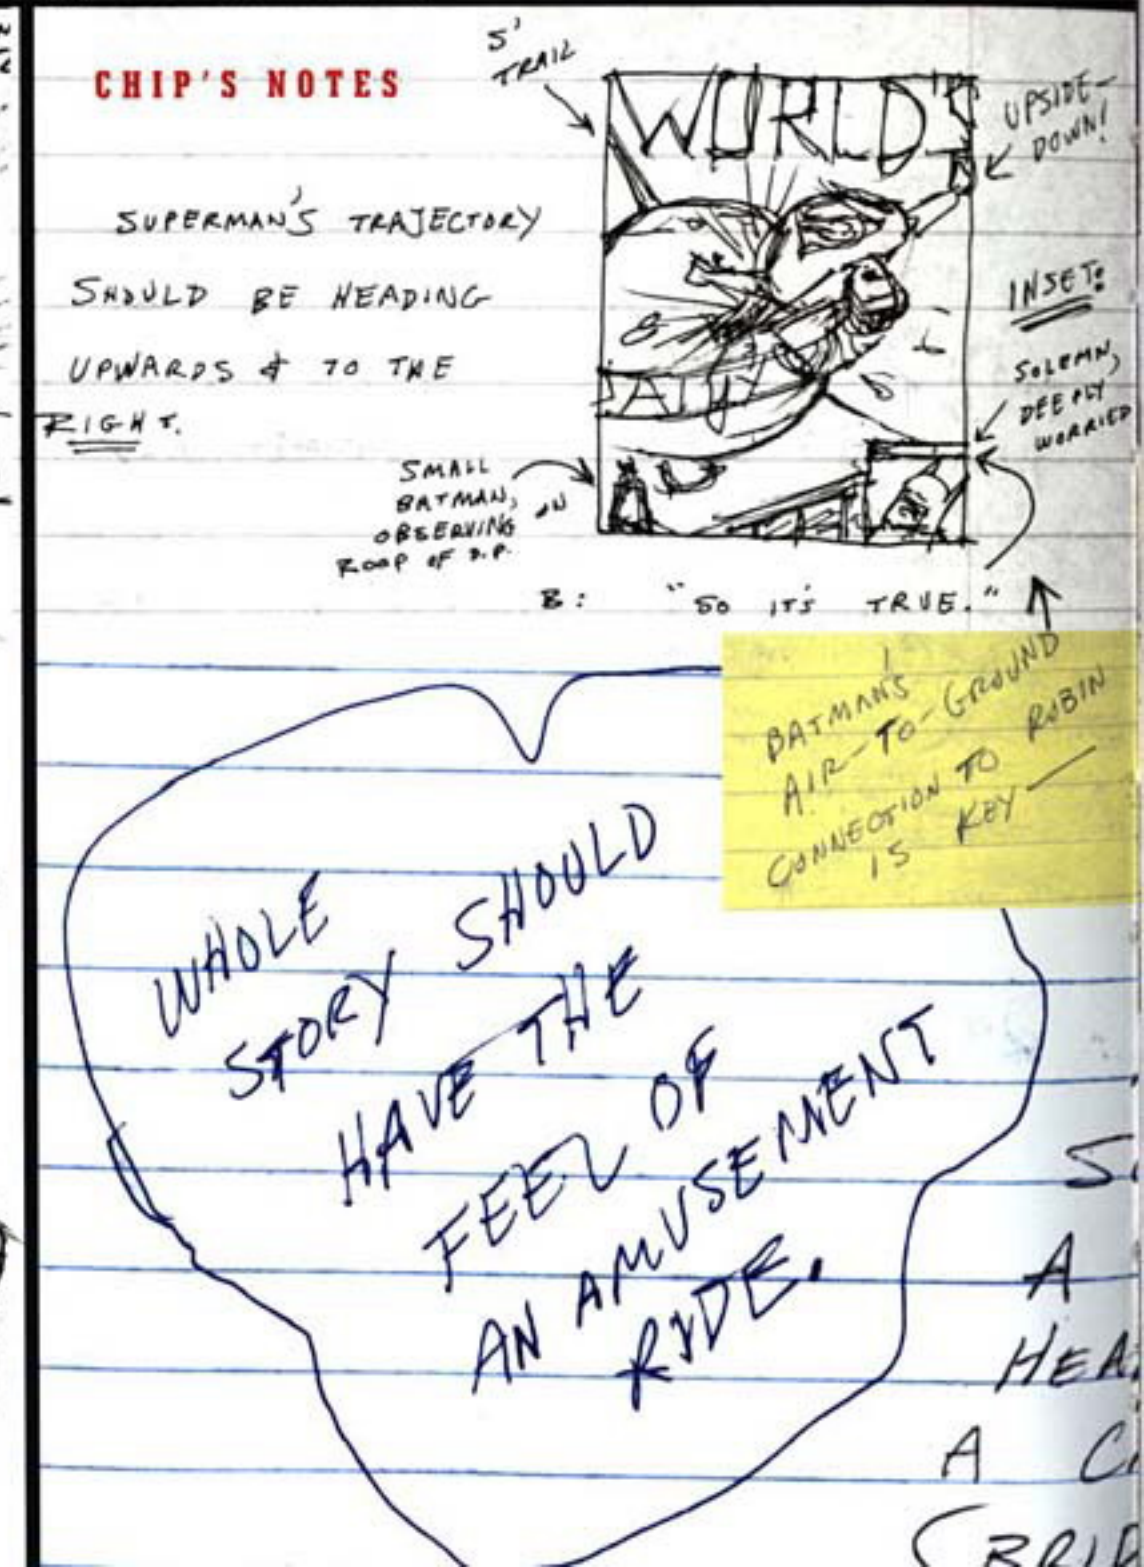 CHIP'S NOTES
S'
TRAIL
WORLD'S
UPSIDE-
DOWN!
SUPERMAN'S TRAJECTORY
SHOULD BE HEADING
UPWARDS & TO THE
RIGHT.
INSET:
SOLEMN,
DEEPLY
WORRIED
SMALL
BATMAN, ON
OBSERVING
ROOF OF D.P.
B: "SO IT'S TRUE."
BATMAN'S
AIR-TO-GROUND
CONNECTION TO ROBIN
IS KEY—
WHOLE
STORY SHOULD
HAVE THE
FEEL OF
AN AMUSEMENT
RIDE.
A
A